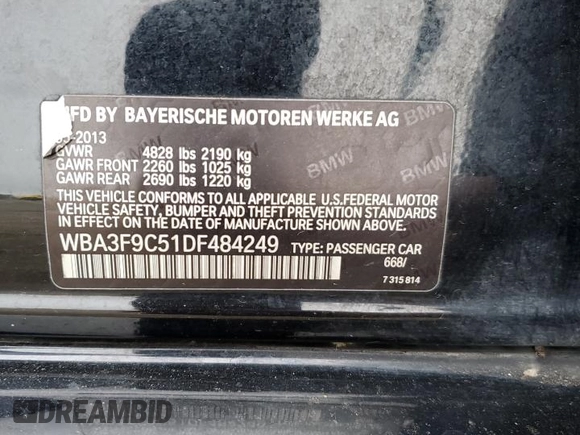 MFD BY BAYERISCHE MOTOREN WERKE AG
-2013
GVWR 4828 lbs 2190 kg
GAWR FRONT 2260 lbs 1025 kg
GAWR REAR 2690 lbs 1220 kg
THIS VEHICLE CONFORMS TO ALL APPLICABLE U.S.FEDERAL MOTOR
VEHICLE SAFETY, BUMPER AND THEFT PREVENTION STANDARDS
IN EFFECT ON THE DATE OF MANUFACTURE SHOWN ABOVE.
WBA3F9C51DF484249 TYPE: PASSENGER CAR
668/
7 315 814
DREAMBID